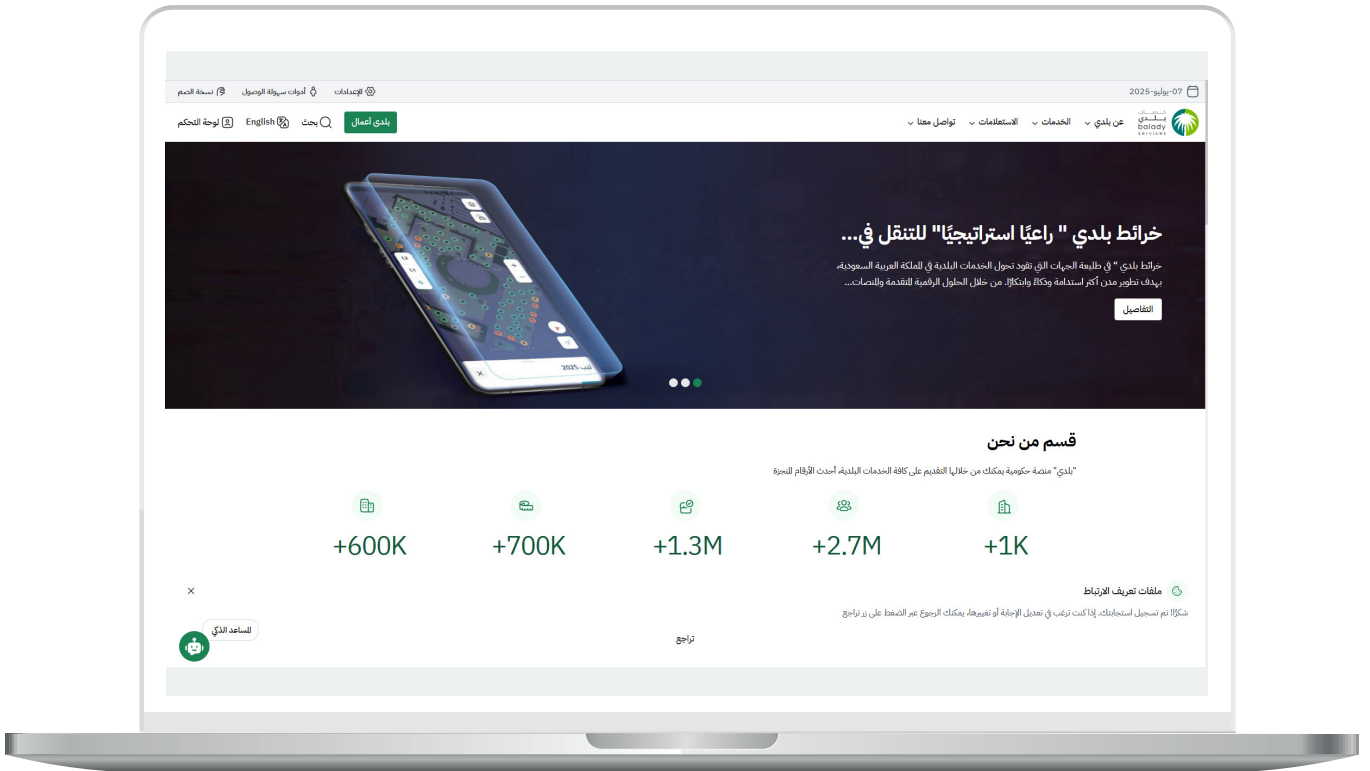 07-يوليو-2025
الإعدادات
أدوات سهولة الوصول
نسخة الصم
خدمات
بلدي
balady
services
عن بلدي
الخدمات
الاستعلامات
تواصل معنا
بلدي أعمال
بحث
English
لوحة التحكم
خرائط بلدي " راعيًا استراتيجيًا" للتنقل في...
خرائط بلدي " في طليعة الجهات التي تقود تحول الخدمات البلدية في المملكة العربية السعودية،
بهدف تطوير مدن أكثر استدامة وذكاءً وابتكارًا. من خلال الحلول الرقمية المتقدمة والمنصات...
التفاصيل
2025
قسم من نحن
"بلدي" منصة حكومية يمكنك من خلالها التقديم على كافة الخدمات البلدية، أحدث الأرقام المنجزة
+1K
+2.7M
+1.3M
+700K
+600K
ملفات تعريف الارتباط
شكرًا! تم تسجيل استجابتك. إذا كنت ترغب في تعديل الإجابة أو تغييرها، يمكنك الرجوع عبر الضغط على زر تراجع
المساعد الذكي
تراجع